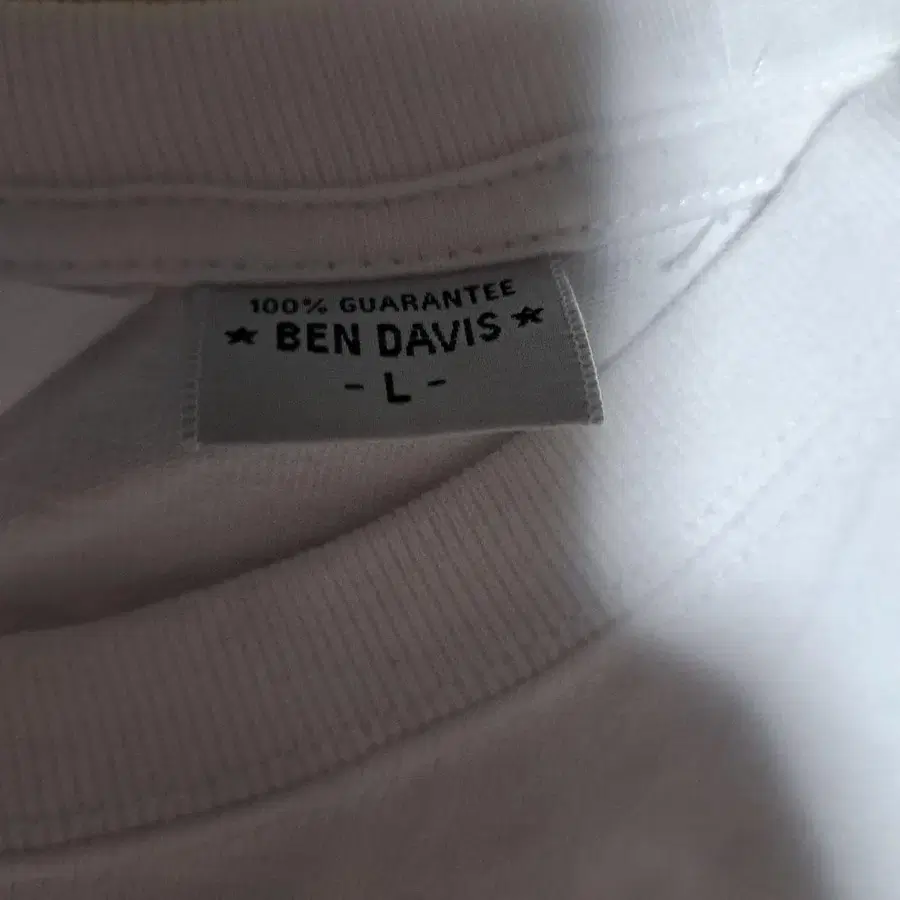 100% GUARANTEE
★ BEN DAVIS ★
- L -